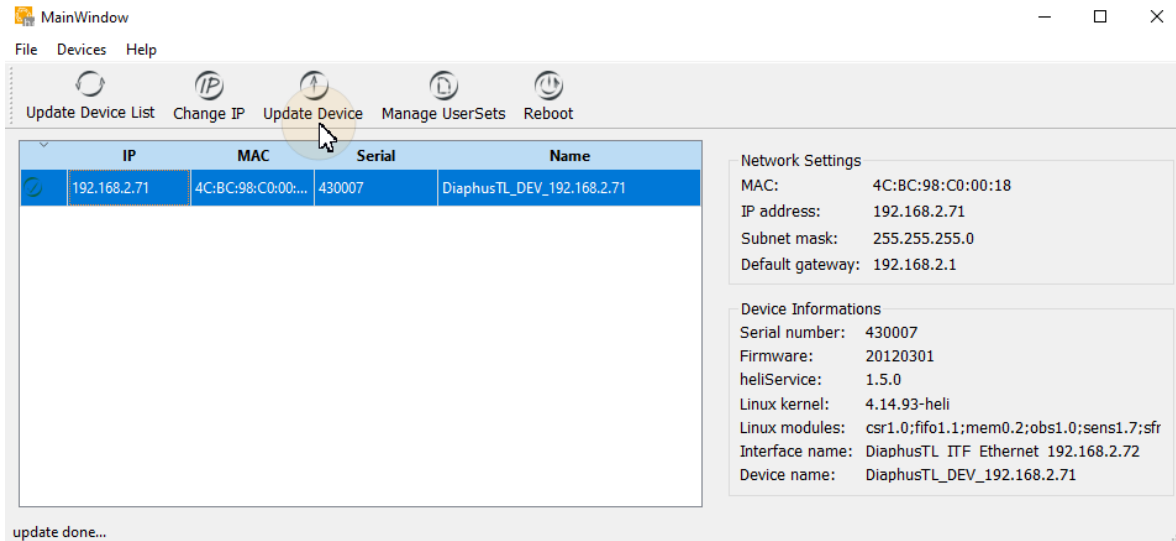 MainWindow
File Devices Help
IP
Update Device List Change IP Update Device Manage UserSets Reboot
IP MAC Serial Name
192.168.2.71 4C:BC:98:C0:00:... 430007 DiaphusTL_DEV_192.168.2.71
Network Settings
MAC: 4C:BC:98:C0:00:18
IP address: 192.168.2.71
Subnet mask: 255.255.255.0
Default gateway: 192.168.2.1
Device Informations
Serial number: 430007
Firmware: 20120301
heliService: 1.5.0
Linux kernel: 4.14.93-heli
Linux modules: csr1.0;fifo1.1;mem0.2;obs1.0;sens1.7;sfr
Interface name: DiaphusTL_ITF_Ethernet_192.168.2.72
Device name: DiaphusTL_DEV_192.168.2.71
update done...